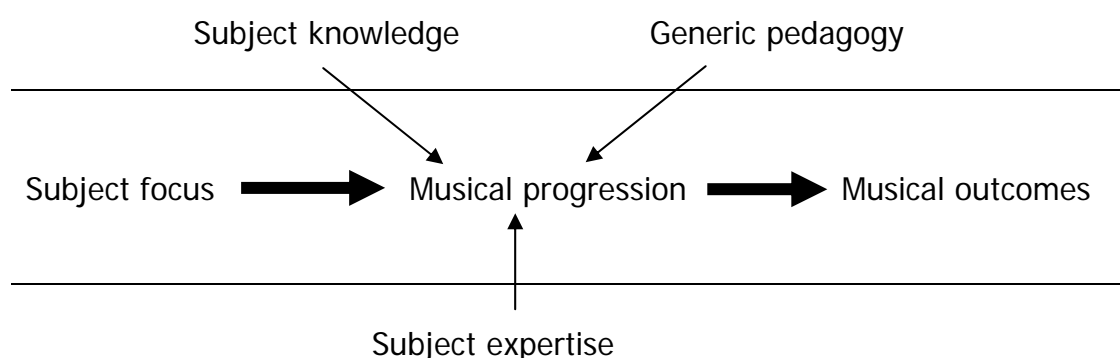 Subject knowledge Generic pedagogy
Subject focus Musical progression Musical outcomes
Subject expertise